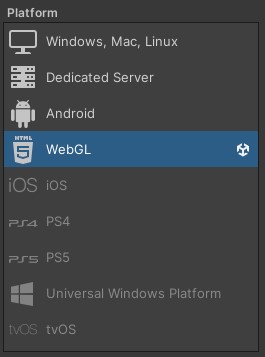 Platform
Windows, Mac, Linux
Dedicated Server
Android
HTML
5 WebGL
iOS iOS
PS4 PS4
PS5 PS5
Universal Windows Platform
tvOS tvOS